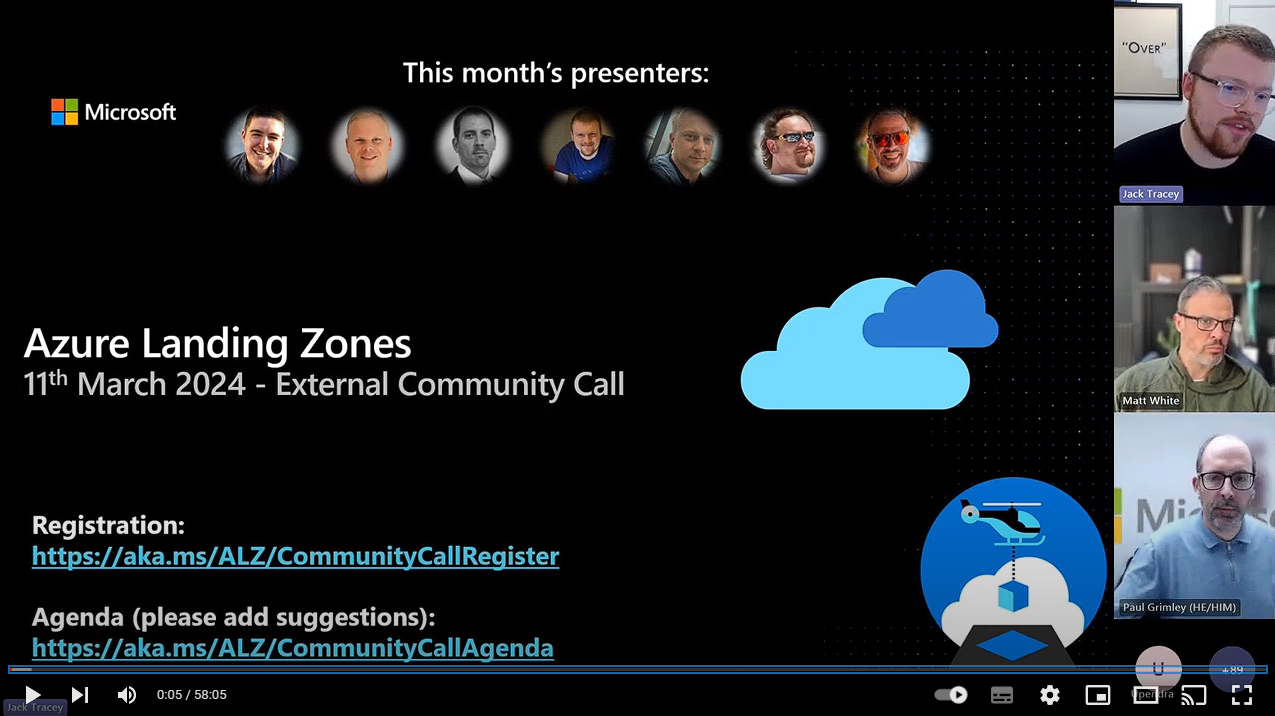 This month's presenters:
Microsoft
"OVER"
Jack Tracey
Azure Landing Zones
11th March 2024 - External Community Call
Matt White
Registration:
https://aka.ms/ALZ/CommunityCallRegister
Agenda (please add suggestions):
https://aka.ms/ALZ/CommunityCallAgenda
Paul Grimley (HE/HIM)
U
+89
0:05 / 58:05
Upendra
Jack Tracey